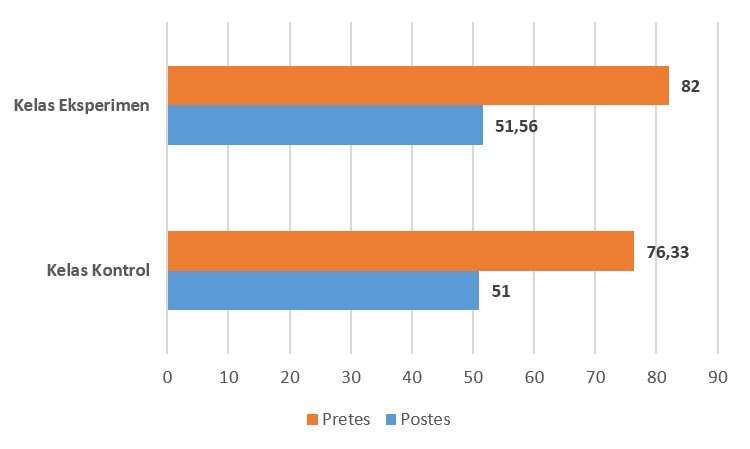 Kelas Eksperimen
82
51,56
Kelas Kontrol
76,33
51
0 10 20 30 40 50 60 70 80 90
Pretes Postes